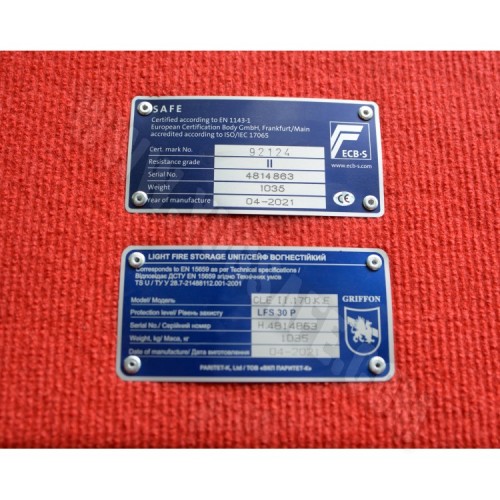 SAFE
Certified according to EN 1143-1
European Certification Body GmbH, Frankfurt/Main
accredited according to ISO/IEC 17065
Cert. mark No. 92124
Resistance grade II
Serial No. 4814863
Weight 1035
Year of manufacture 04-2021
ECB•S
www.ecb-s.com
CE
LIGHT FIRE STORAGE UNIT/СЕЙФ ВОГНЕСТІЙКИЙ
Corresponds to EN 15659 as per Technical specifications /
Відповідає ДСТУ EN 15659 згідно Технічних умов
TS U / ТУ У 28.7-21488112.001-2001
Model/ Модель CLE II.170.K.E
Protection level/ Рівень захисту LFS 30 P
Serial No./ Серійний номер H.4814863
Weight, kg/ Маса, кг 1035
Date of manufacture/ Дата виготовлення 04-2021
GRIFFON
PARITET-K, Ltd / ТОВ «ВКП ПАРИТЕТ-К»